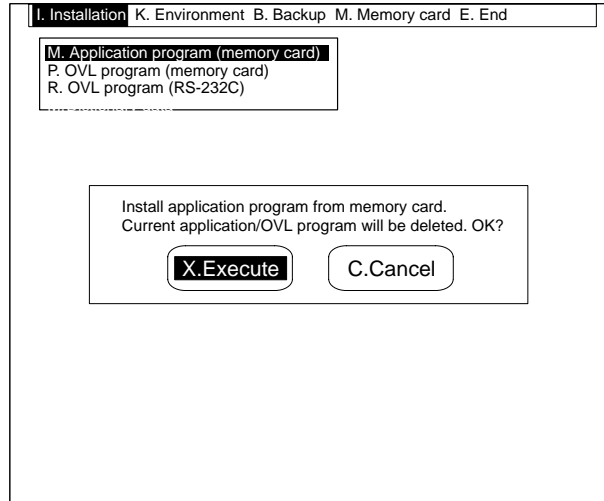 I. Installation K. Environment B. Backup M. Memory card E. End
M. Application program (memory card)
P. OVL program (memory card)
R. OVL program (RS-232C)
Install application program from memory card.
Current application/OVL program will be deleted. OK?
X.Execute C.Cancel